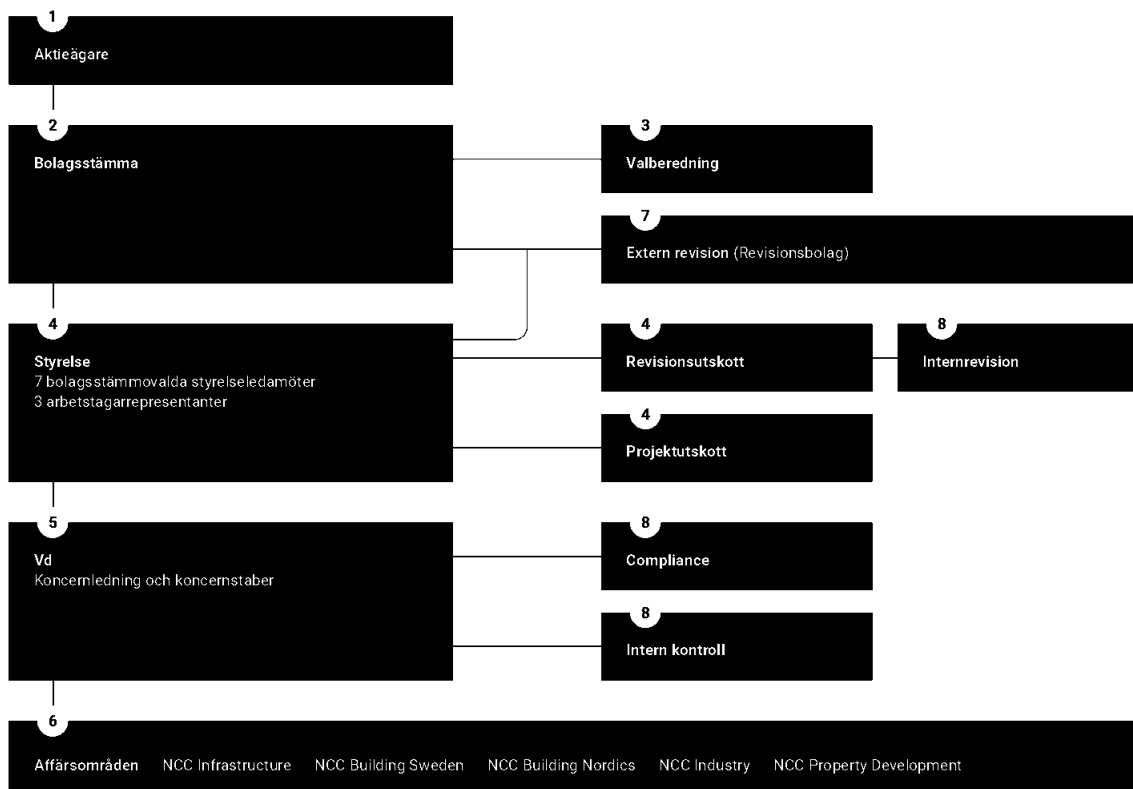 1
Aktieägare
2
Bolagsstämma
3
Valberedning
7
Extern revision (Revisionsbolag)
4
Styrelse
7 bolagsstämmovalda styrelseledamöter
3 arbetstagarrepresentanter
4
Revisionsutskott
8
Internrevision
4
Projektutskott
5
Vd
Koncernledning och koncernstaber
8
Compliance
8
Intern kontroll
6
Affärsområden NCC Infrastructure NCC Building Sweden NCC Building Nordics NCC Industry NCC Property Development